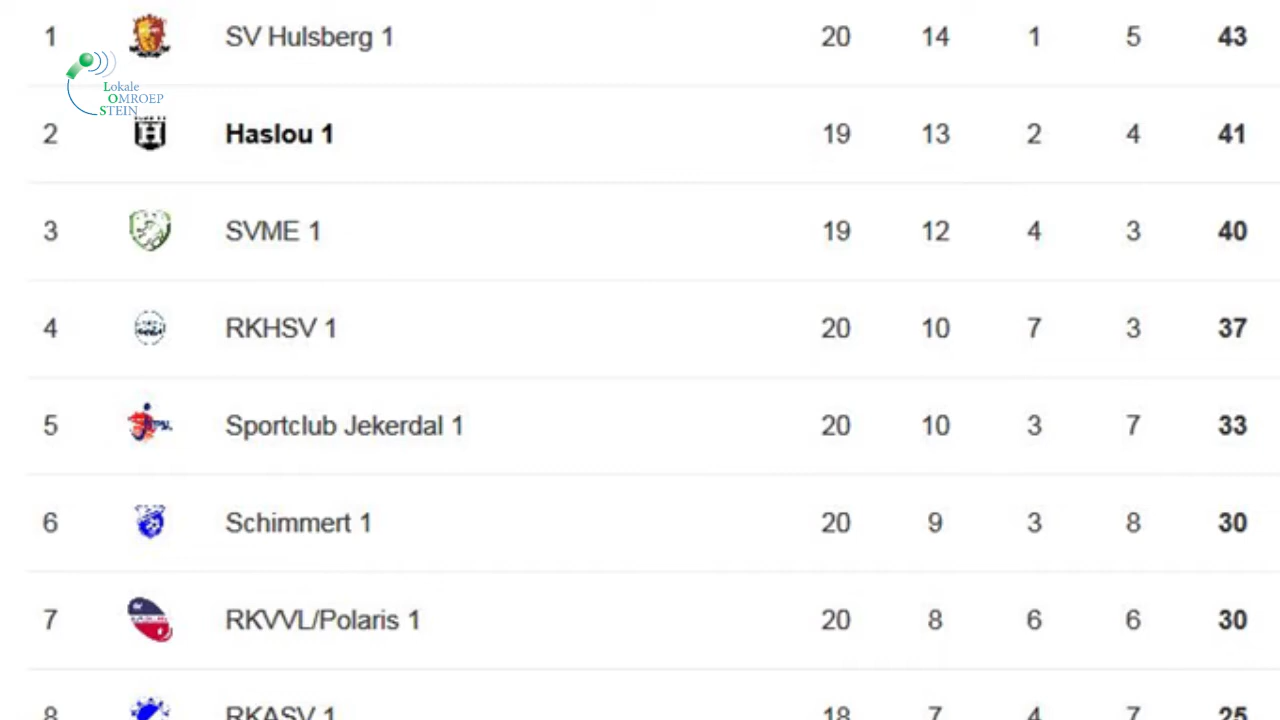 1 SV Hulsberg 1 20 14 1 5 43
Lokale
OMROEP
STEIN
2 Haslou 1 19 13 2 4 41
3 SVME 1 19 12 4 3 40
4 RKHSV 1 20 10 7 3 37
5 Sportclub Jekerdal 1 20 10 3 7 33
6 Schimmert 1 20 9 3 8 30
7 RKVVL/Polaris 1 20 8 6 6 30
8 RKASV 1 18 7 4 7 25